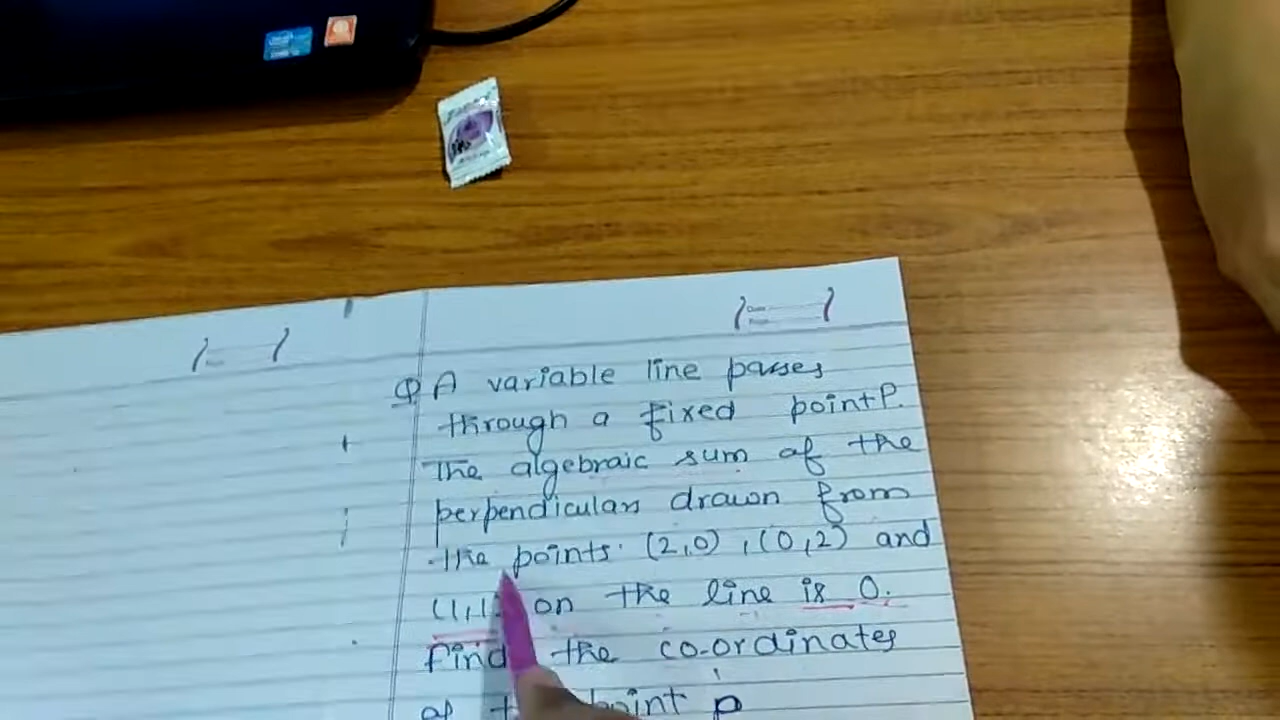 Q A variable line passes
through a fixed point P.
The algebraic sum of the
perpendiculars drawn from
the points (2,0), (0,2) and
(1,1 on the line is 0.
find the co-ordinates
point p